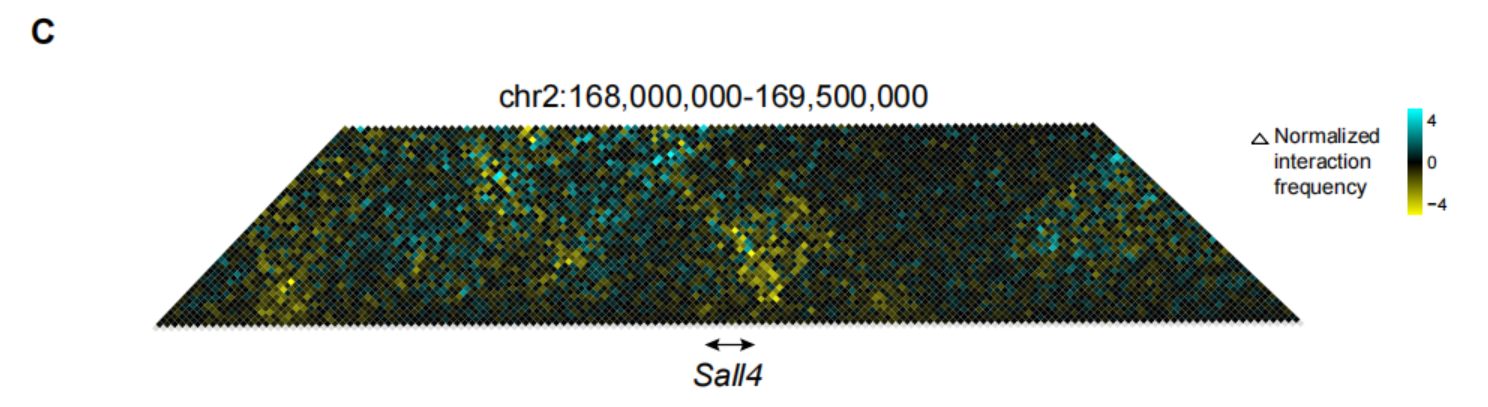 C
chr2:168,000,000-169,500,000
△ Normalized
interaction
frequency
4
0
−4
Sall4